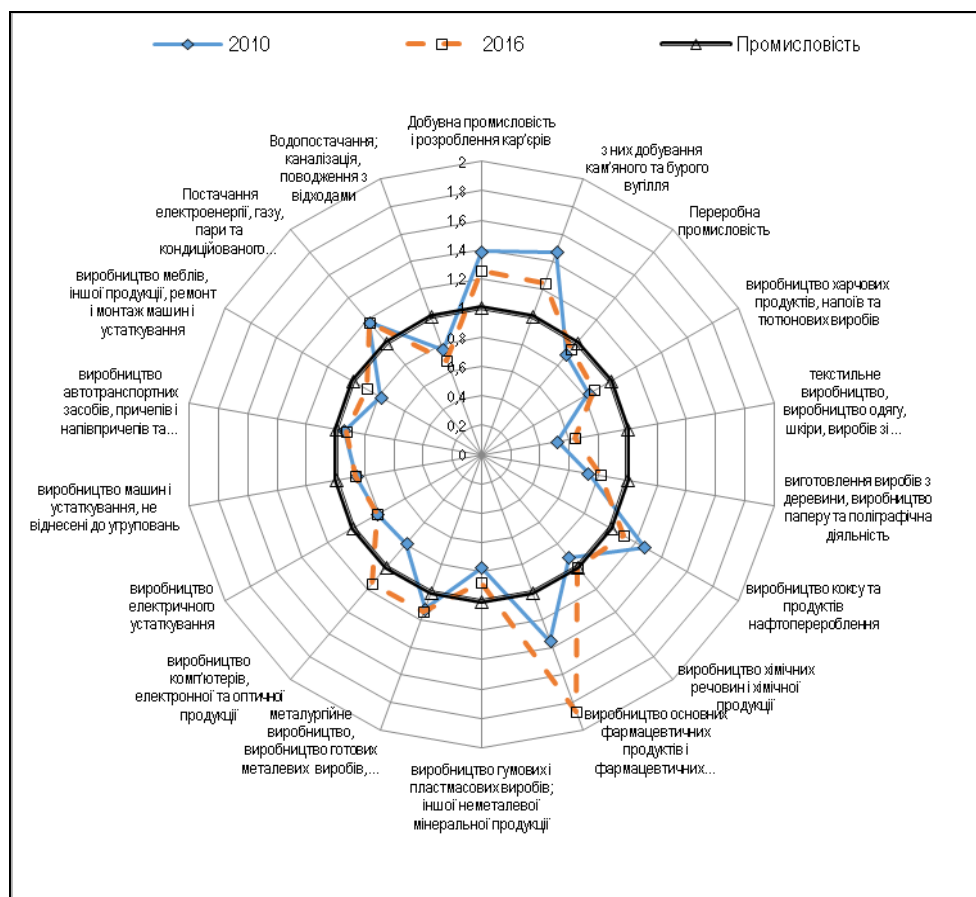 2010
2016
Промисловість
Добувна промисловість
і розроблення кар'єрів
з них добування
кам'яного та бурого
вугілля
Переробна
промисловість
виробництво харчових
продуктів, напоїв та
тютюнових виробів
текстильне
виробництво,
виробництво одягу,
шкіри, виробів зі...
виготовлення виробів з
деревини, виробництво
паперу та поліграфічна
діяльність
виробництво коксу та
продуктів
нафтоперероблення
виробництво хімічних
речовин і хімічної
продукції
виробництво основних
фармацевтичних
продуктів і
фармацевтичних...
виробництво гумових і
пластмасових виробів;
іншої неметалевої
мінеральної продукції
металургійне
виробництво,
виробництво готових
металевих виробів,...
виробництво
комп'ютерів,
електронної та оптичної
продукції
виробництво
електричного
устаткування
виробництво машин і
устаткування, не
віднесені до угруповань
виробництво
автотранспортних
засобів, причепів і
напівпричепів та...
виробництво меблів,
іншої продукції, ремонт
і монтаж машин і
устаткування
Постачання
електроенергії, газу,
пари та
кондиційованого...
Водопостачання;
каналізація,
поводження з
відходами
2
1,8
1,6
1,4
1,2
1
0,8
0,6
0,4
0,2
0